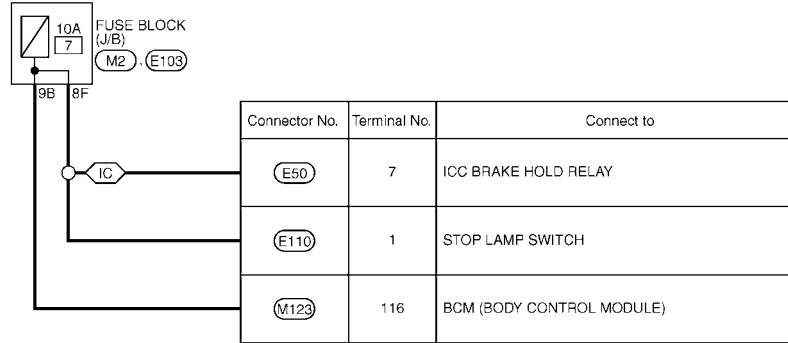 10A
7
FUSE BLOCK
(J/B)
M2 , E103
9B 8F
Connector No. Terminal No. Connect to
IC E50 7 ICC BRAKE HOLD RELAY
E110 1 STOP LAMP SWITCH
M123 116 BCM (BODY CONTROL MODULE)